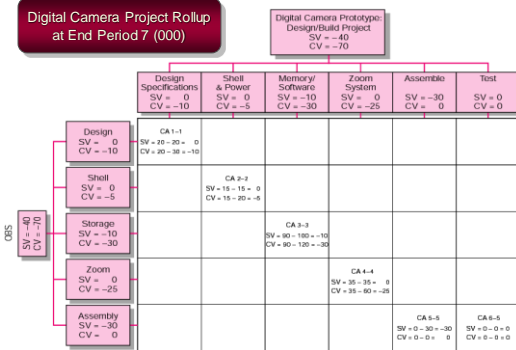 Digital Camera Project Rollup
at End Period 7 (000)
Digital Camera Prototype:
Design/Build Project
SV = –40
CV = –70
Design
Specifications
SV = 0
CV = –10
Shell
& Power
SV = 0
CV = –5
Memory/
Software
SV = –10
CV = –30
Zoom
System
SV = 0
CV = –25
Assemble
SV = –30
CV = 0
Test
SV = 0
CV = 0
OBS
SV = –40
CV = –70
Design
SV = 0
CV = –10
CA 1–1
SV = 20 – 20 = 0
CV = 20 – 30 = –10
Shell
SV = 0
CV = –5
CA 2–2
SV = 15 – 15 = 0
CV = 15 – 20 = –5
Storage
SV = –10
CV = –30
CA 3–3
SV = 90 – 100 = –10
CV = 90 – 120 = –30
Zoom
SV = 0
CV = –25
CA 4–4
SV = 35 – 35 = 0
CV = 35 – 60 = –25
Assembly
SV = –30
CV = 0
CA 5–5
SV = 0 – 30 = –30
CV = 0 – 0 = 0
CA 6–5
SV = 0 – 0 = 0
CV = 0 – 0 = 0